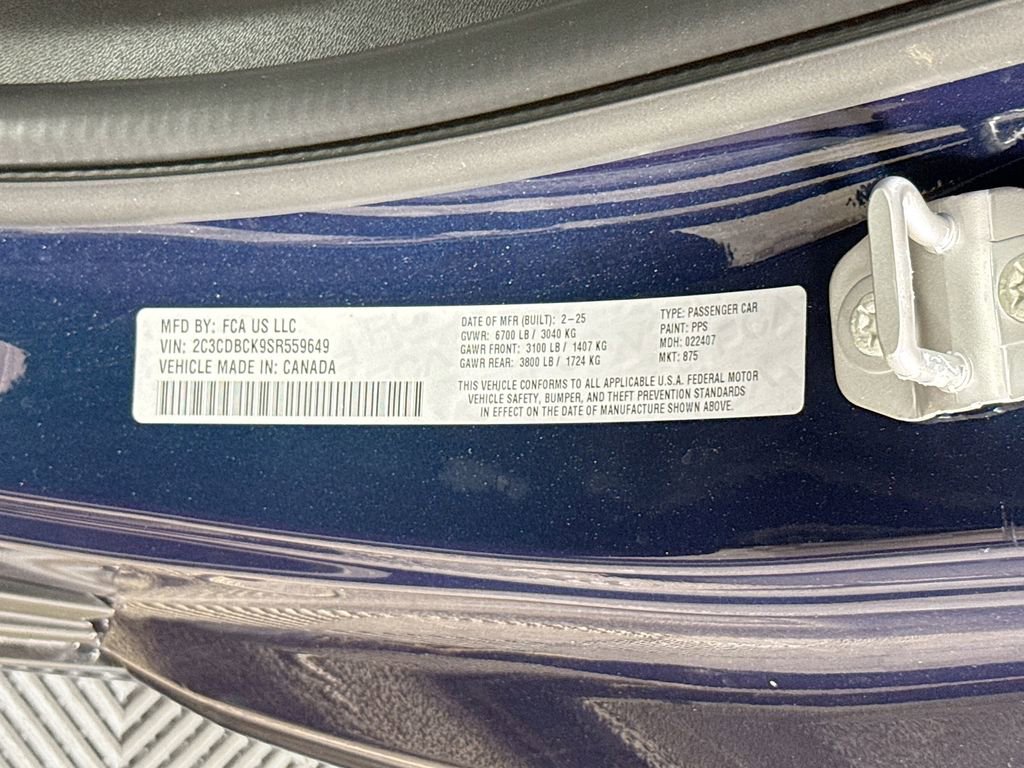 MFD BY: FCA US LLC
VIN: 2C3CDBCK9SR559649
VEHICLE MADE IN: CANADA
DATE OF MFR (BUILT): 2-25
GVWR: 6700 LB / 3040 KG
GAWR FRONT: 3100 LB / 1407 KG
GAWR REAR: 3800 LB / 1724 KG
TYPE: PASSENGER CAR
PAINT: PPS
MDH: 022407
MKT: 875
THIS VEHICLE CONFORMS TO ALL APPLICABLE U.S.A. FEDERAL MOTOR
VEHICLE SAFETY, BUMPER, AND THEFT PREVENTION STANDARDS
IN EFFECT ON THE DATE OF MANUFACTURE SHOWN ABOVE.